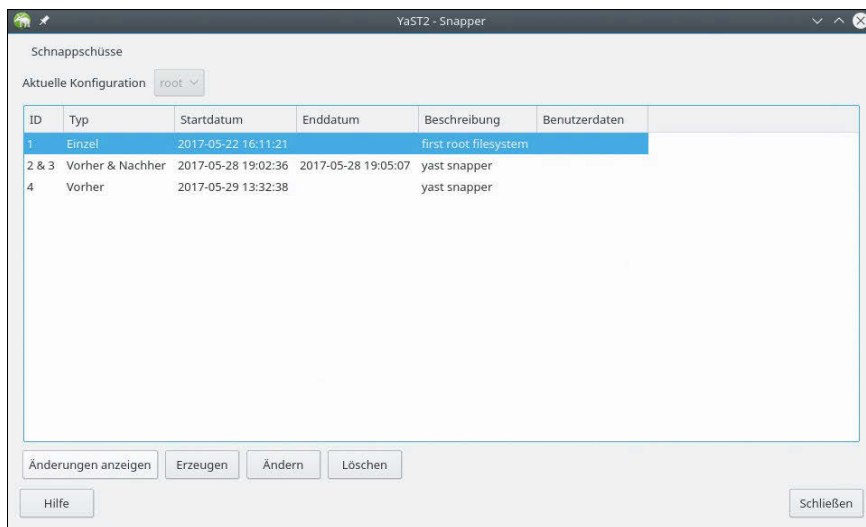 YaST2 - Snapper
Schnappschüsse
Aktuelle Konfiguration root
ID Typ Startdatum Enddatum Beschreibung Benutzerdaten
1 Einzel 2017-05-22 16:11:21 first root filesystem
2 & 3 Vorher & Nachher 2017-05-28 19:02:36 2017-05-28 19:05:07 yast snapper
4 Vorher 2017-05-29 13:32:38 yast snapper
Änderungen anzeigen Erzeugen Ändern Löschen
Hilfe Schließen